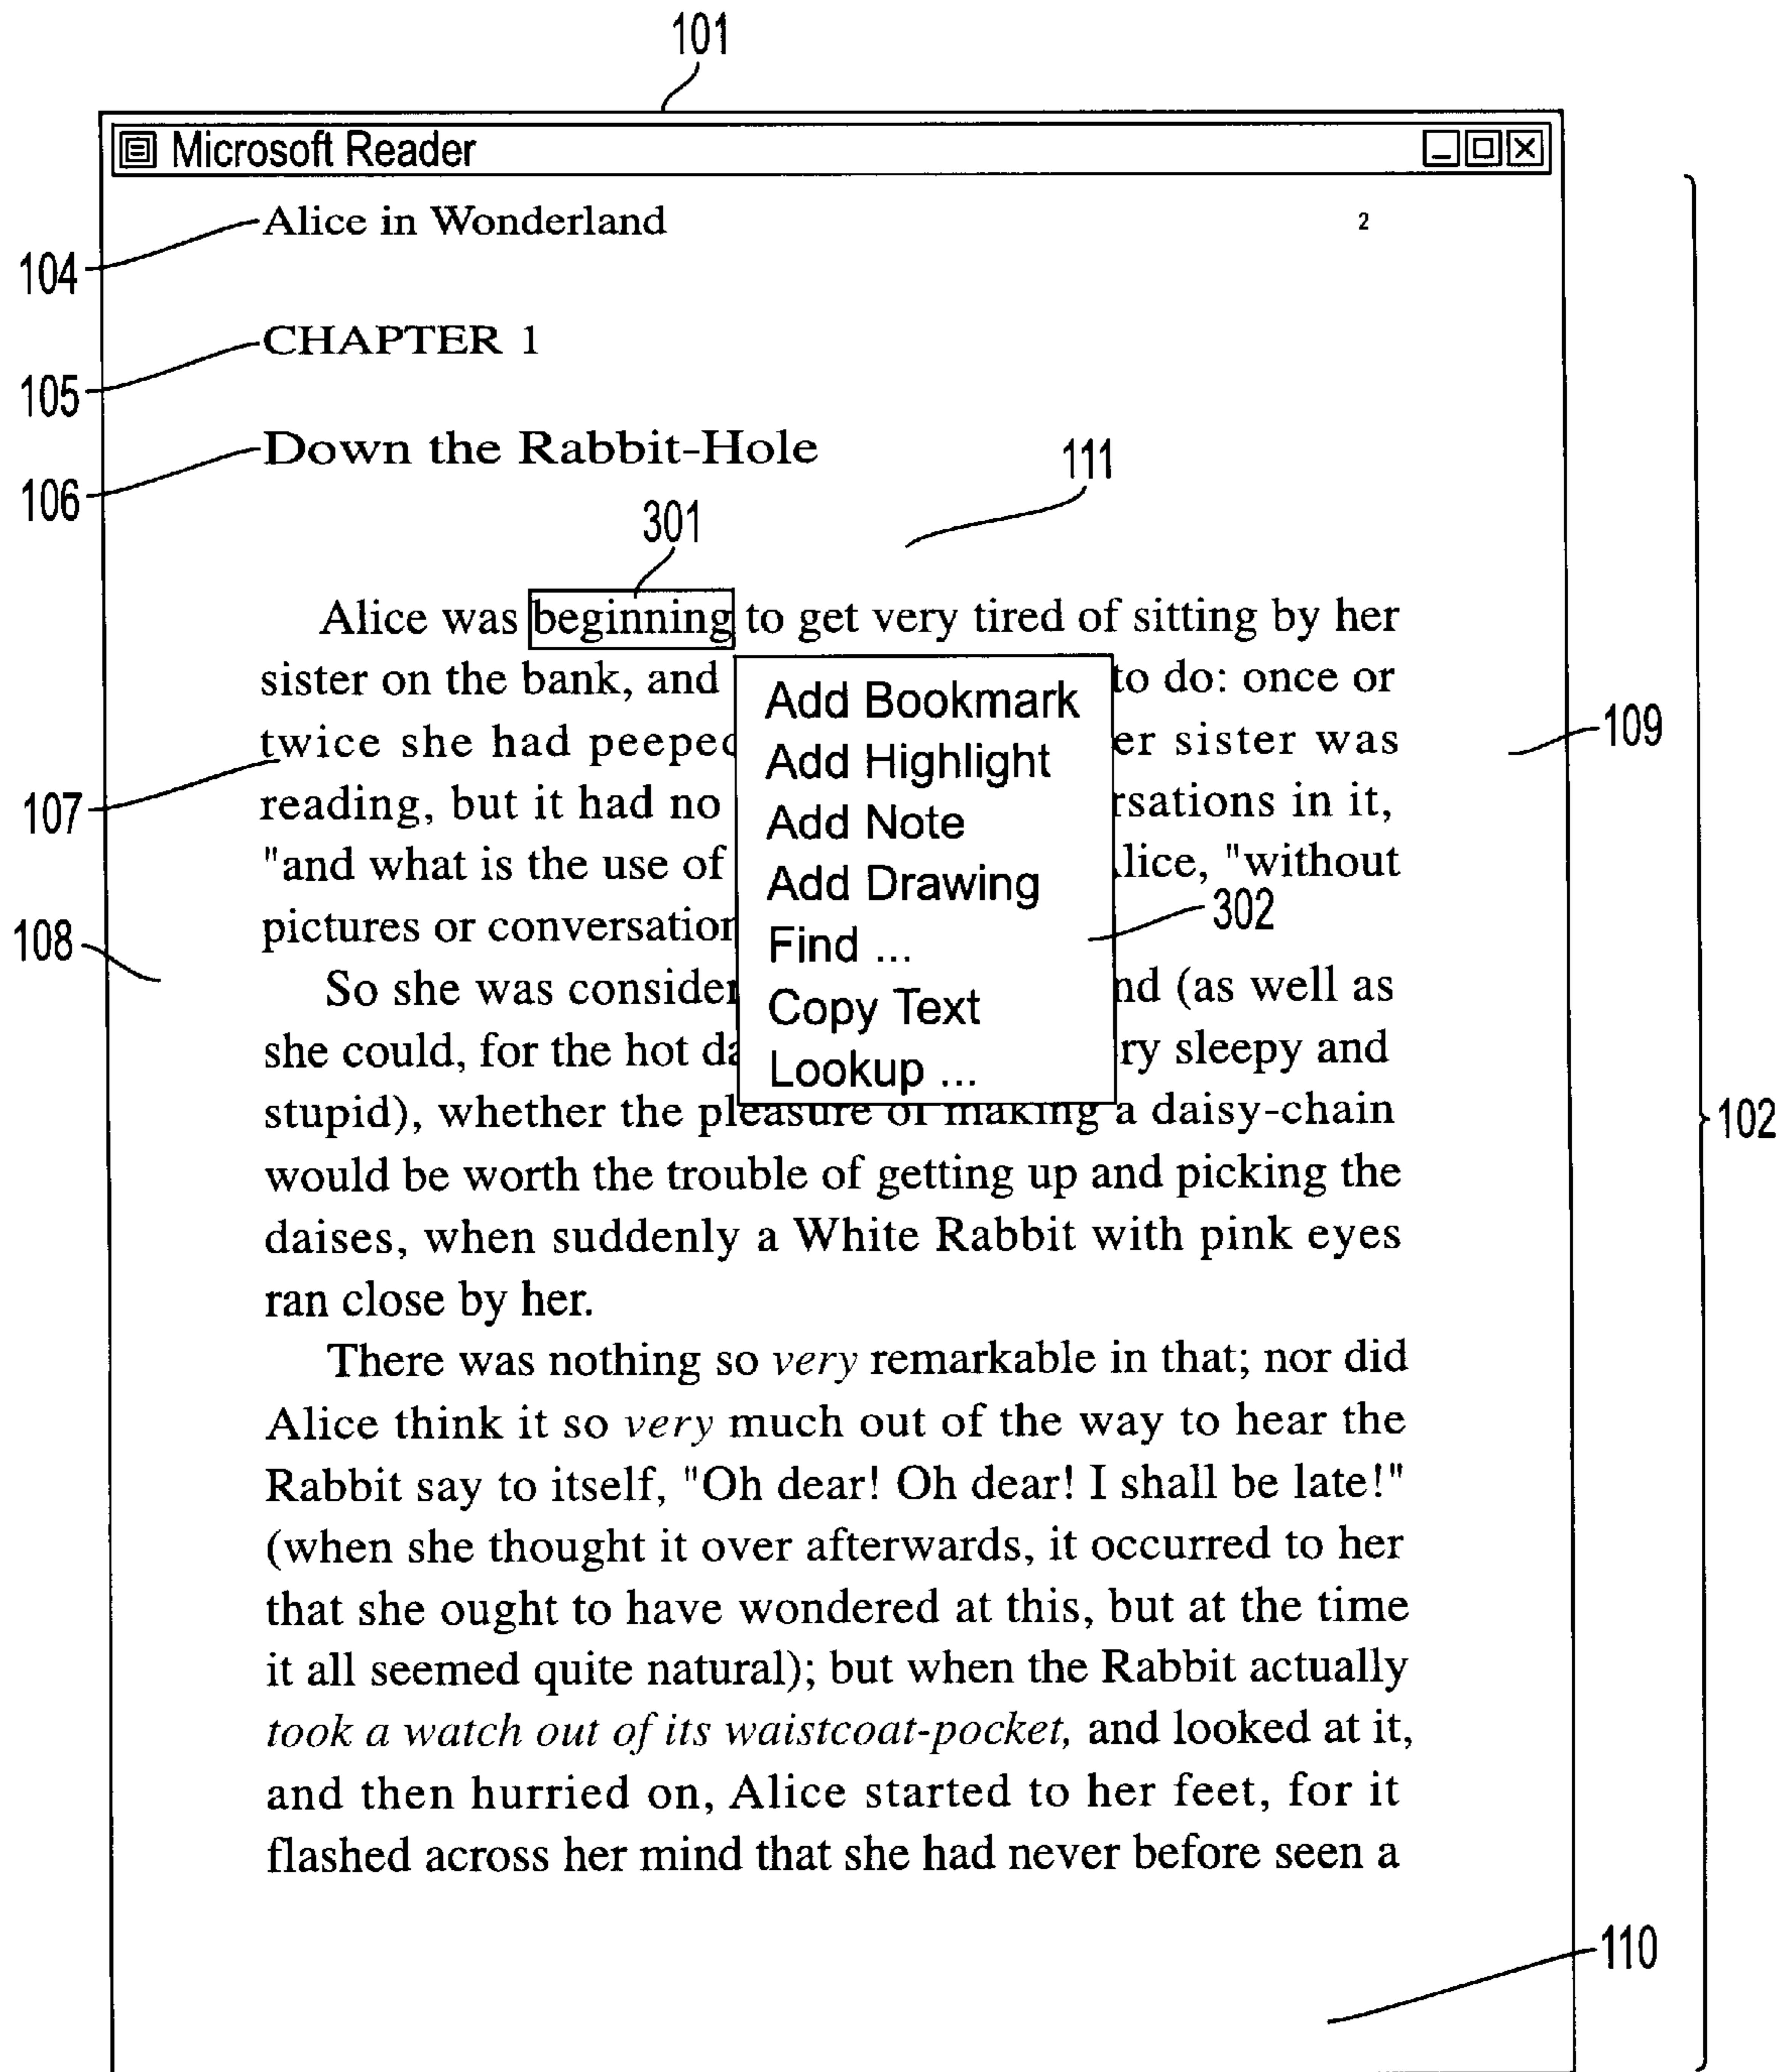 101
Microsoft Reader
Alice in Wonderland 2
104
CHAPTER 1
105
Down the Rabbit-Hole
106
111
301
Alice was beginning to get very tired of sitting by her
sister on the bank, and to do: once or
twice she had peeped er sister was
109
107
reading, but it had no rsations in it,
"and what is the use of lice, "without
pictures or conversation
108
So she was consider nd (as well as
she could, for the hot da ry sleepy and
Add Bookmark
Add Highlight
Add Note
Add Drawing
Find ...
Copy Text
Lookup ...
302
stupid), whether the pleasure of making a daisy-chain
102
would be worth the trouble of getting up and picking the
daises, when suddenly a White Rabbit with pink eyes
ran close by her.
There was nothing so very remarkable in that; nor did
Alice think it so very much out of the way to hear the
Rabbit say to itself, "Oh dear! Oh dear! I shall be late!"
(when she thought it over afterwards, it occurred to her
that she ought to have wondered at this, but at the time
it all seemed quite natural); but when the Rabbit actually
took a watch out of its waistcoat-pocket, and looked at it,
and then hurried on, Alice started to her feet, for it
flashed across her mind that she had never before seen a
110